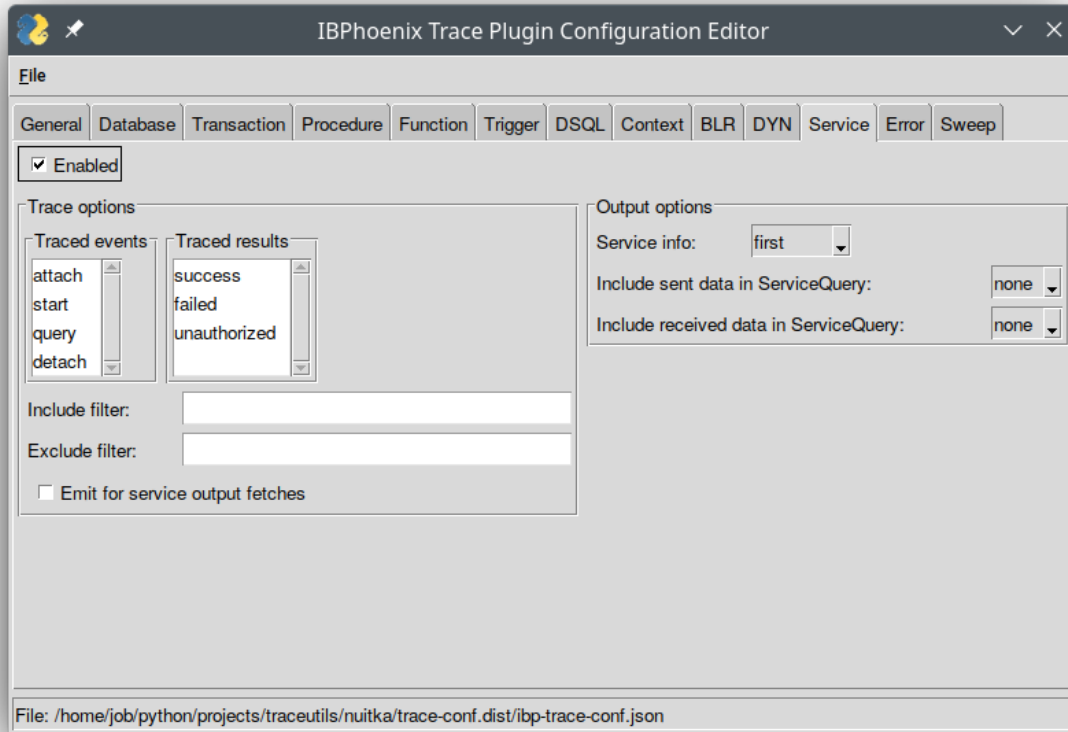 IBPhoenix Trace Plugin Configuration Editor
File
General Database Transaction Procedure Function Trigger DSQL Context BLR DYN Service Error Sweep
Enabled
Trace options
Traced events
attach
start
query
detach
Traced results
success
failed
unauthorized
Include filter:
Exclude filter:
Emit for service output fetches
Output options
Service info: first
Include sent data in ServiceQuery: none
Include received data in ServiceQuery: none
File: /home/job/python/projects/traceutils/nuitka/trace-conf.dist/ibp-trace-conf.json